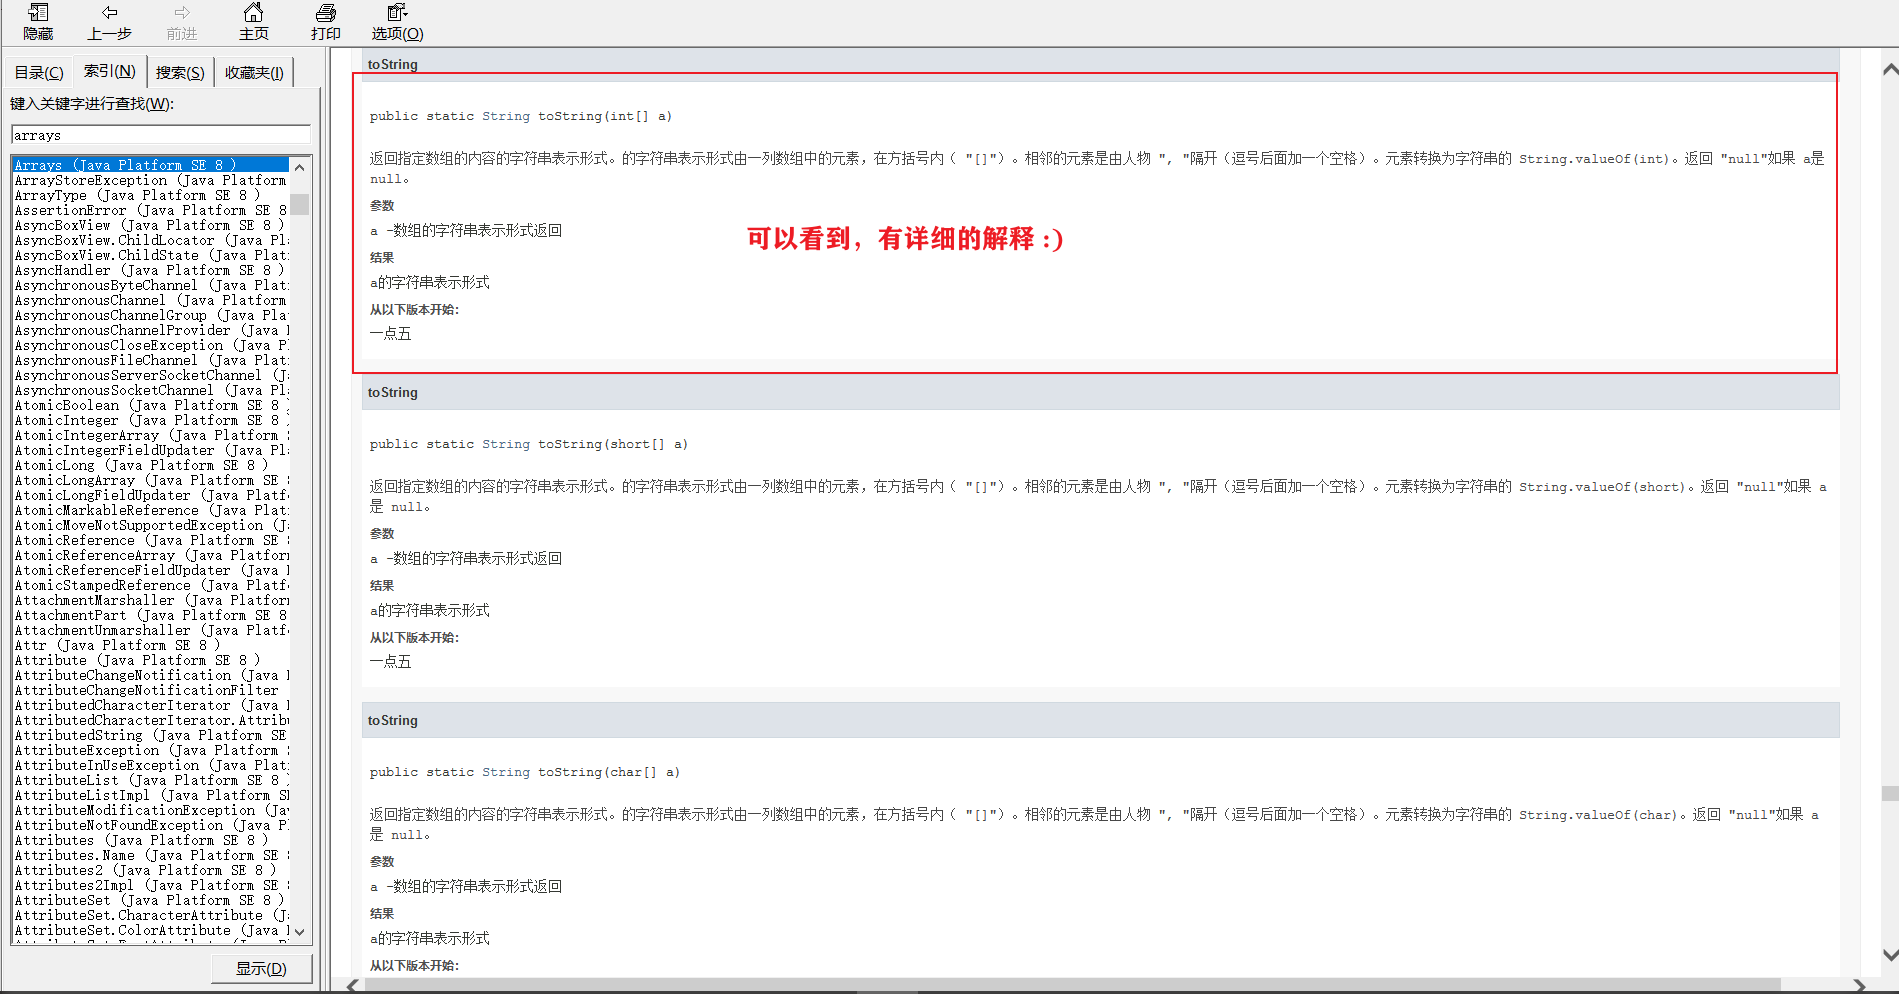 隐藏 上一步 前进 主页 打印 选项(O)
目录(C) 索引(N) 搜索(S) 收藏夹(I)
键入关键字进行查找(W):
arrays
Arrays (Java Platform SE 8 )
ArrayStoreException (Java Platform
ArrayType (Java Platform SE 8 )
AssertionError (Java Platform SE 8
AsyncBoxView (Java Platform SE 8 )
AsyncBoxView.ChildLocator (Java Pla
AsyncBoxView.ChildState (Java Plat
AsyncHandler (Java Platform SE 8 )
AsynchronousByteChannel (Java Plat
AsynchronousChannel (Java Platform
AsynchronousChannelGroup (Java Pla
AsynchronousChannelProvider (Java
AsynchronousCloseException (Java P
AsynchronousFileChannel (Java Plat
AsynchronousServerSocketChannel (J
AsynchronousSocketChannel (Java Pl
AtomicBoolean (Java Platform SE 8 )
AtomicInteger (Java Platform SE 8 )
AtomicIntegerArray (Java Platform
AtomicIntegerFieldUpdater (Java Pl
AtomicLong (Java Platform SE 8 )
AtomicLongArray (Java Platform SE
AtomicLongFieldUpdater (Java Platf
AtomicMarkableReference (Java Plat
AtomicMoveNotSupportedException (J
AtomicReference (Java Platform SE
AtomicReferenceArray (Java Platfor
AtomicReferenceFieldUpdater (Java
AtomicStampedReference (Java Platf
AttachmentMarshaller (Java Platfor
AttachmentPart (Java Platform SE 8
AttachmentUnmarshaller (Java Platf
Attr (Java Platform SE 8 )
Attribute (Java Platform SE 8 )
AttributeChangeNotification (Java
AttributeChangeNotificationFilter
AttributedCharacterIterator (Java
AttributedCharacterIterator.Attrib
AttributedString (Java Platform SE
AttributeException (Java Platform
AttributeInUseException (Java Plat
AttributeList (Java Platform SE 8
AttributeListImpl (Java Platform S
AttributeModificationException (Ja
AttributeNotFoundException (Java P
Attributes (Java Platform SE 8 )
Attributes.Name (Java Platform SE
Attributes2 (Java Platform SE 8 )
Attributes2Impl (Java Platform SE
AttributeSet (Java Platform SE 8 )
AttributeSet.CharacterAttribute (J
AttributeSet.ColorAttribute (Java
显示(D)
toString
public static String toString(int[] a)
返回指定数组的内容的字符串表示形式。的字符串表示形式由一列数组中的元素，在方括号内（ "[]"）。相邻的元素是由人物 ", "隔开（逗号后面加一个空格）。元素转换为字符串的 String.valueOf(int)。返回 "null"如果 a是
null。
参数
a -数组的字符串表示形式返回
可以看到，有详细的解释 :)
结果
a的字符串表示形式
从以下版本开始：
一点五
toString
public static String toString(short[] a)
返回指定数组的内容的字符串表示形式。的字符串表示形式由一列数组中的元素，在方括号内（ "[]"）。相邻的元素是由人物 ", "隔开（逗号后面加一个空格）。元素转换为字符串的 String.valueOf(short)。返回 "null"如果 a
是 null。
参数
a -数组的字符串表示形式返回
结果
a的字符串表示形式
从以下版本开始：
一点五
toString
public static String toString(char[] a)
返回指定数组的内容的字符串表示形式。的字符串表示形式由一列数组中的元素，在方括号内（ "[]"）。相邻的元素是由人物 ", "隔开（逗号后面加一个空格）。元素转换为字符串的 String.valueOf(char)。返回 "null"如果 a
是 null。
参数
a -数组的字符串表示形式返回
结果
a的字符串表示形式
从以下版本开始：